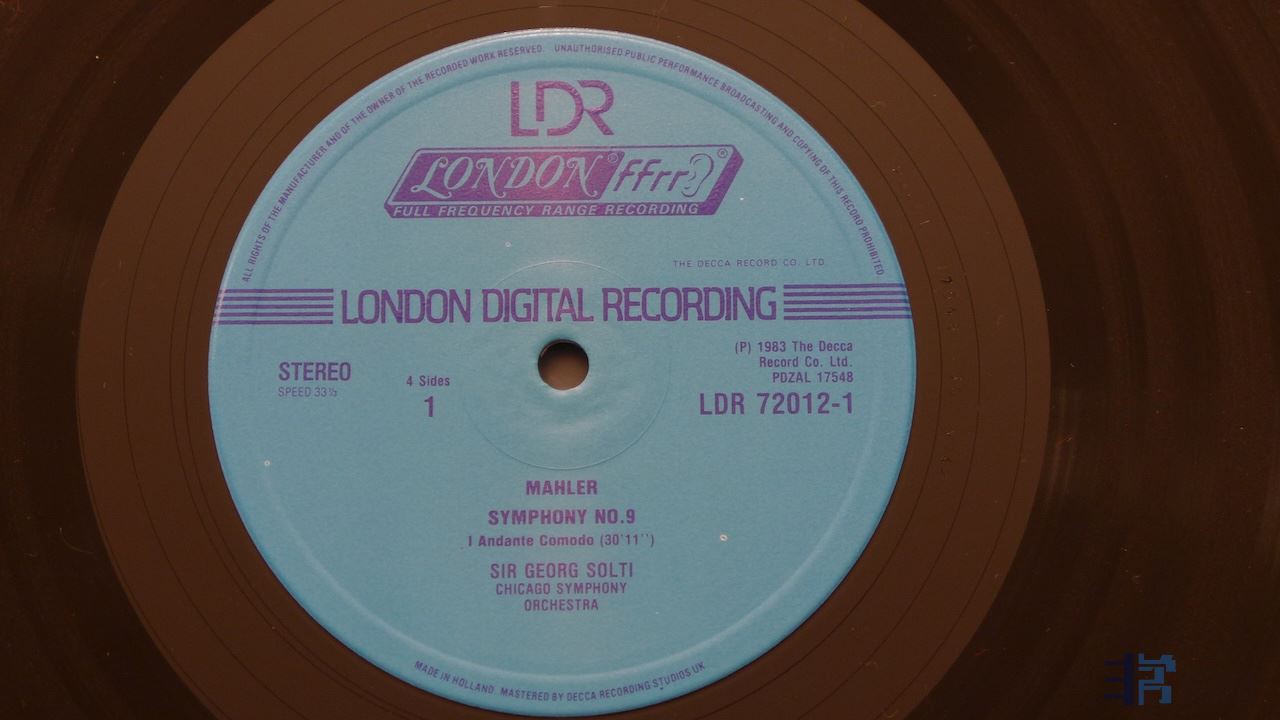 ALL RIGHTS OF THE MANUFACTURER AND OF THE OWNER OF THE RECORDED WORK RESERVED. UNAUTHORISED PUBLIC PERFORMANCE BROADCASTING AND COPYING OF THIS RECORD PROHIBITED.
LDR
LONDON® ffrr®
FULL FREQUENCY RANGE RECORDING
THE DECCA RECORD CO. LTD.
LONDON DIGITAL RECORDING
STEREO
SPEED 33⅓
4 Sides
1
(P) 1983 The Decca
Record Co. Ltd.
PDZAL 17548
LDR 72012-1
MAHLER
SYMPHONY NO.9
I Andante Comodo (30'11'')
SIR GEORG SOLTI
CHICAGO SYMPHONY
ORCHESTRA
MADE IN HOLLAND MASTERED BY DECCA RECORDING STUDIOS UK